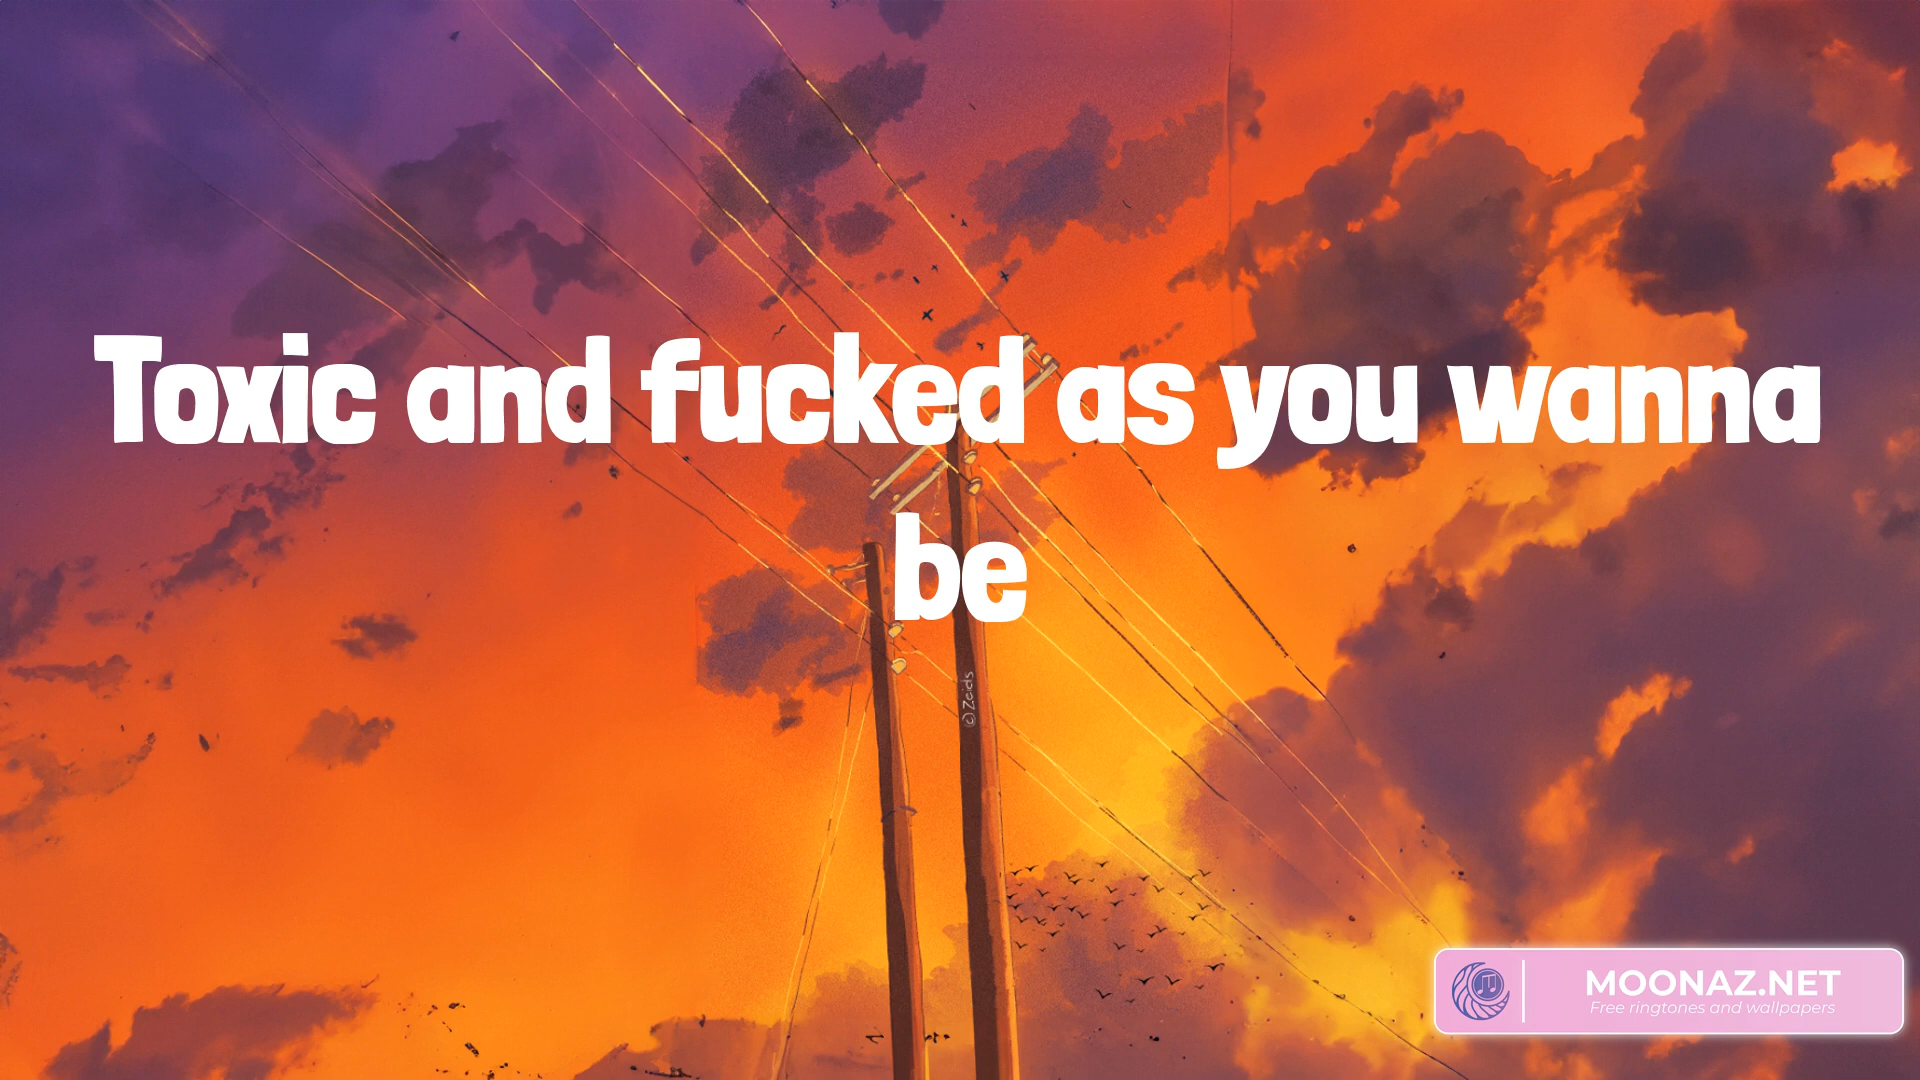 Toxic and fucked as you wanna
be
© Zeids
MOONAZ.NET
Free ringtones and wallpapers